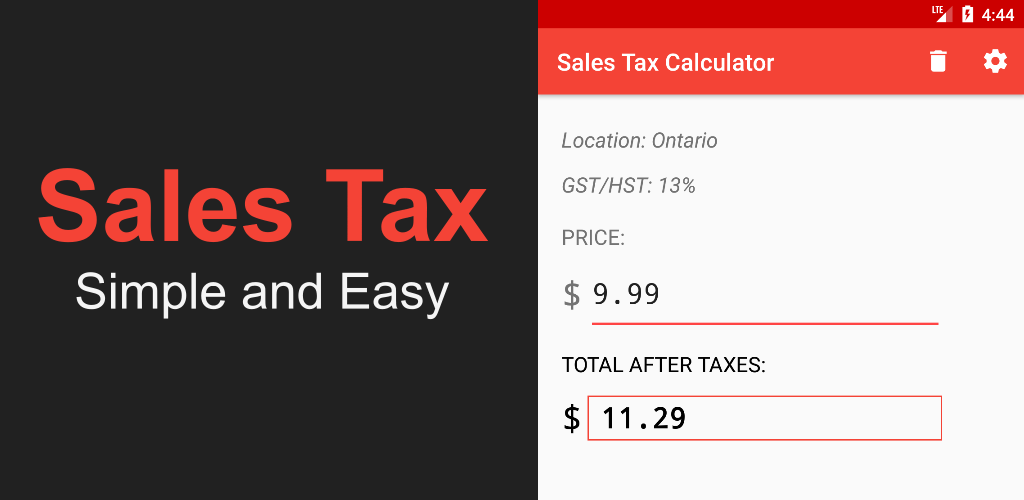 Sales Tax
Simple and Easy
LTE 4:44
Sales Tax Calculator
Location: Ontario
GST/HST: 13%
PRICE:
$ 9.99
TOTAL AFTER TAXES:
$ 11.29